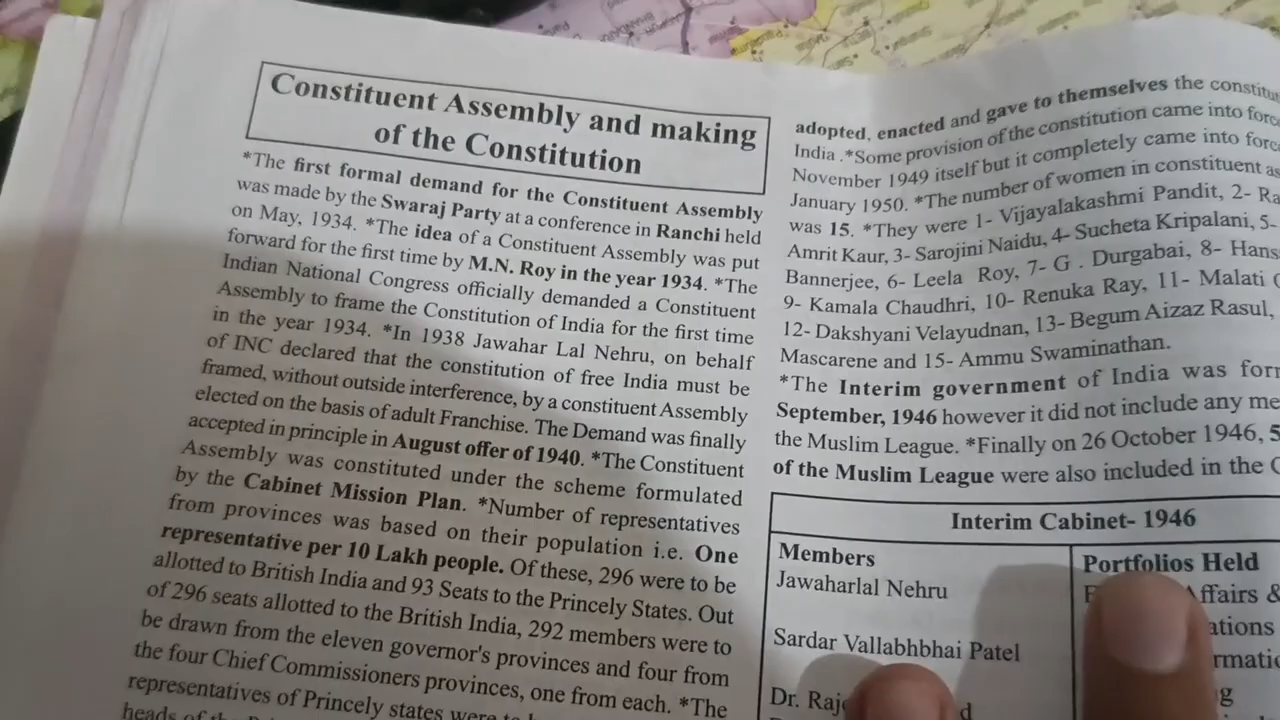 Constituent Assembly and making
of the Constitution
*The first formal demand for the Constituent Assembly
was made by the Swaraj Party at a conference in Ranchi held
on May, 1934. *The idea of a Constituent Assembly was put
forward for the first time by M.N. Roy in the year 1934. *The
Indian National Congress officially demanded a Constituent
Assembly to frame the Constitution of India for the first time
in the year 1934. *In 1938 Jawahar Lal Nehru, on behalf
of INC declared that the constitution of free India must be
framed, without outside interference, by a constituent Assembly
elected on the basis of adult Franchise. The Demand was finally
accepted in principle in August offer of 1940. *The Constituent
Assembly was constituted under the scheme formulated
by the Cabinet Mission Plan. *Number of representatives
from provinces was based on their population i.e. One
representative per 10 Lakh people. Of these, 296 were to be
allotted to British India and 93 Seats to the Princely States. Out
of 296 seats allotted to the British India, 292 members were to
be drawn from the eleven governor's provinces and four from
the four Chief Commissioners provinces, one from each. *The
representatives of Princely states were to
heads of the
adopted, enacted and gave to themselves the
India .*Some provision of the constitution came into
November 1949 itself but it completely came into
January 1950. *The number of women in constituent
was 15. *They were 1- Vijayalakshmi Pandit, 2-
Amrit Kaur, 3- Sarojini Naidu, 4- Sucheta Kripalani, 5-
Bannerjee, 6- Leela Roy, 7- G . Durgabai, 8-
9- Kamala Chaudhri, 10- Renuka Ray, 11- Malati
12- Dakshyani Velayudnan, 13- Begum Aizaz Rasul,
Mascarene and 15- Ammu Swaminathan.
*The Interim government of India was
September, 1946 however it did not include any
the Muslim League. *Finally on 26 October 1946, 5
of the Muslim League were also included in the
Interim Cabinet- 1946
Members
Portfolios Held
Jawaharlal Nehru
Affairs &
Sardar Vallabhbhai Patel
Dr.